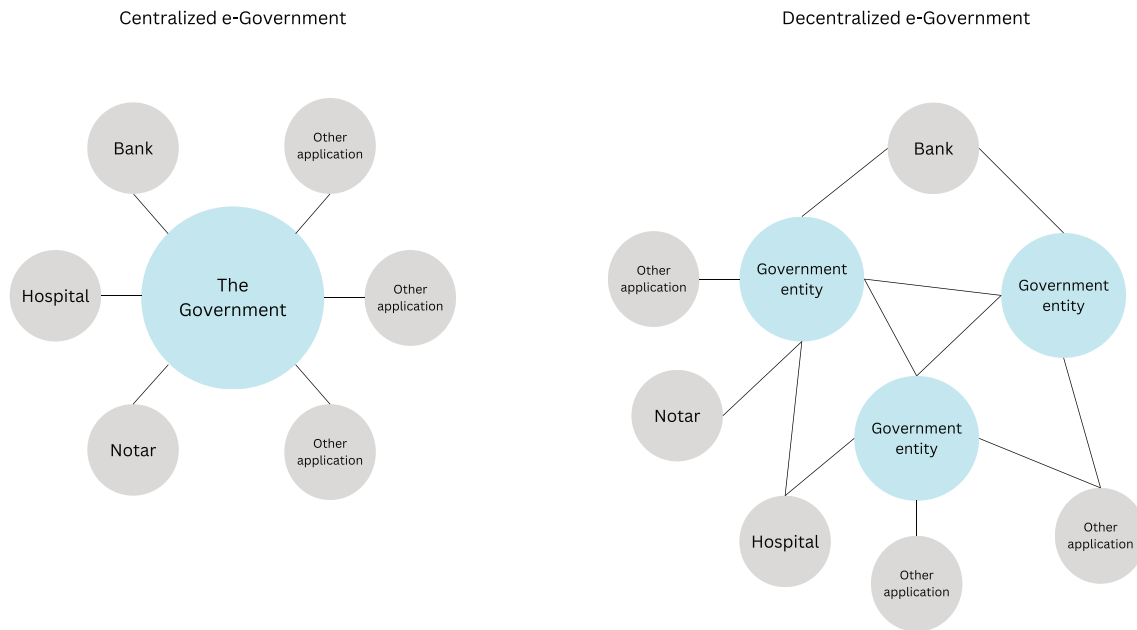 Centralized e-Government
Bank
Other
application
Hospital
The
Government
Other
application
Notar
Other
application
Decentralized e-Government
Bank
Other
application
Government
entity
Government
entity
Notar
Government
entity
Hospital
Other
application
Other
application